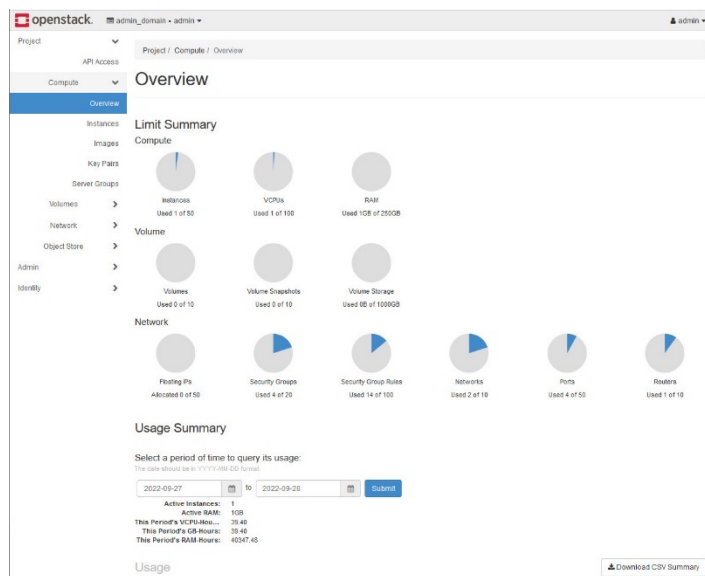 openstack. admin_domain • admin ▾ admin ▾
Project
API Access
Compute
Overview
Instances
Images
Key Pairs
Server Groups
Volumes
Network
Object Store
Admin
Identity
Project / Compute / Overview
Overview
Limit Summary
Compute
Instances VCPUs RAM
Used 1 of 50 Used 1 of 100 Used 1GB of 250GB
Volume
Volumes Volume Snapshots Volume Storage
Used 0 of 10 Used 0 of 10 Used 0B of 1000GB
Network
Floating IPs Security Groups Security Group Rules Networks Ports Routers
Allocated 0 of 50 Used 4 of 20 Used 14 of 100 Used 2 of 10 Used 4 of 50 Used 1 of 10
Usage Summary
Select a period of time to query its usage:
The date should be in YYYY-MM-DD format.
2022-09-27 to 2022-09-28 Submit
Active Instances: 1
Active RAM: 1GB
This Period's VCPU-Hou... 39.40
This Period's GB-Hours: 39.40
This Period's RAM-Hours: 40347.48
Usage
Download CSV Summary